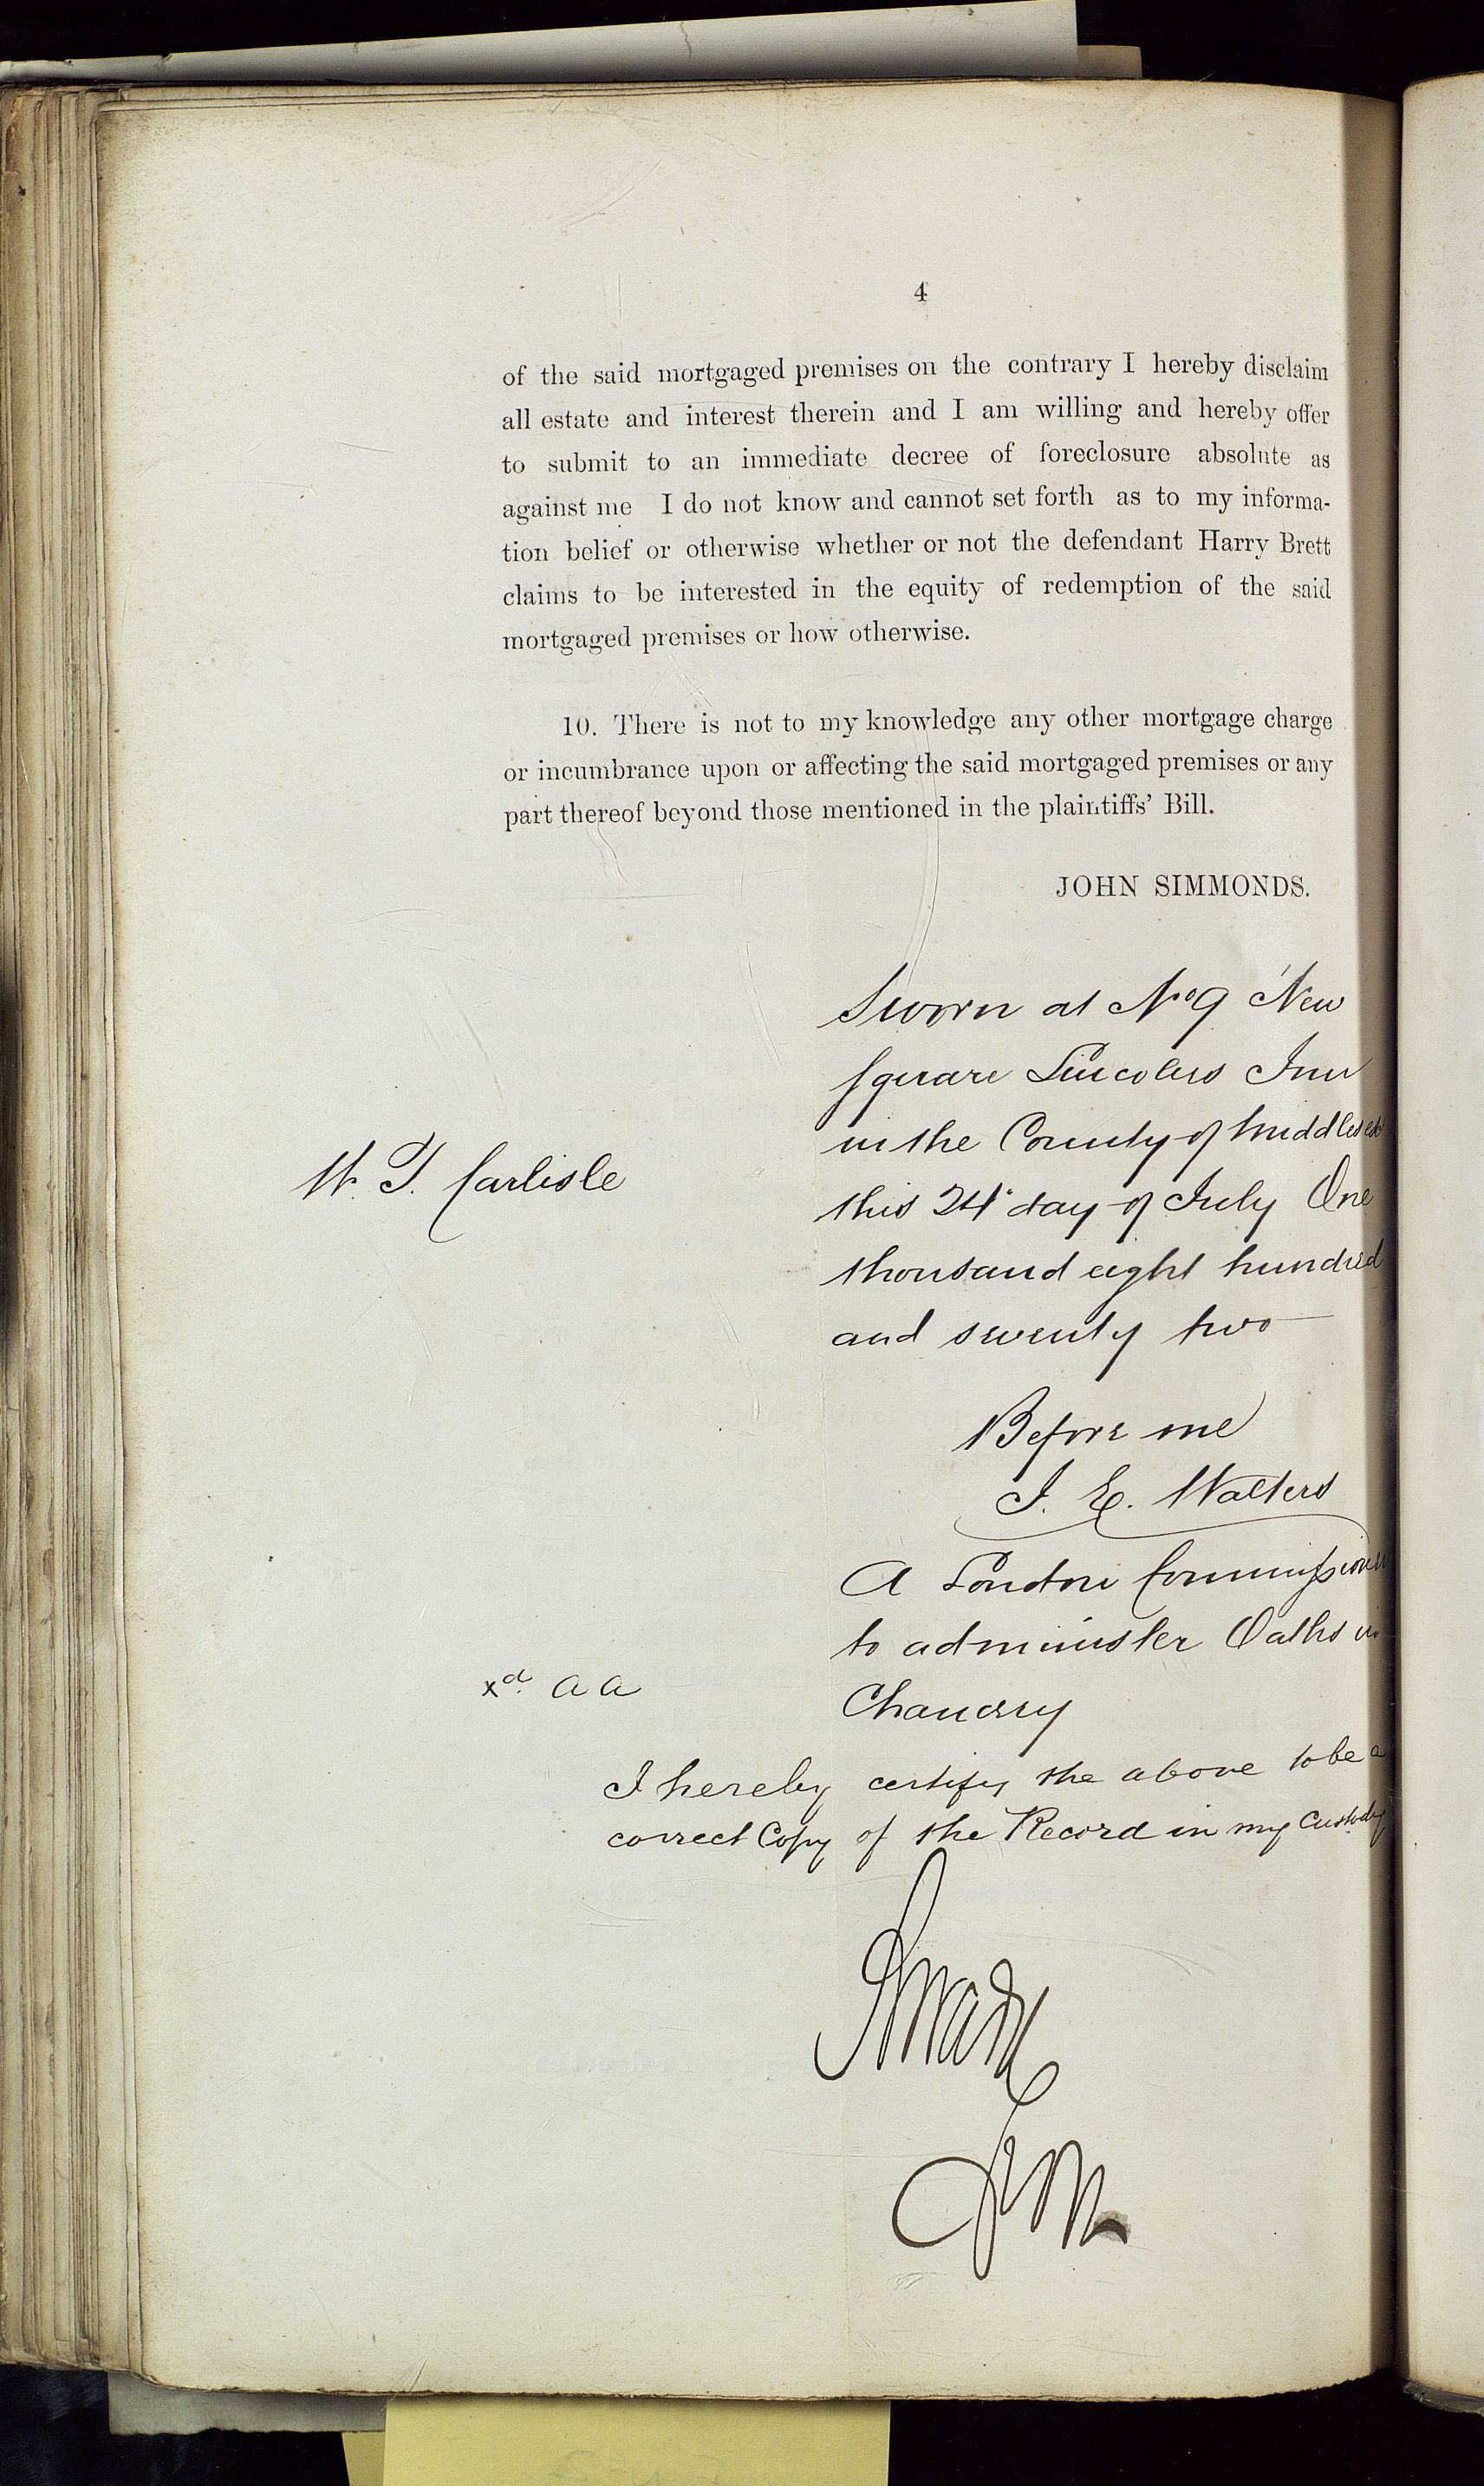 4
of the said mortgaged premises on the contrary I hereby disclaim
all estate and interest therein and I am willing and hereby offer
to submit to an immediate decree of foreclosure absolute as
against me I do not know and cannot set forth as to my informa-
tion belief or otherwise whether or not the defendant Harry Brett
claims to be interested in the equity of redemption of the said
mortgaged premises or how otherwise.
10. There is not to my knowledge any other mortgage charge
or incumbrance upon or affecting the said mortgaged premises or any
part thereof beyond those mentioned in the plaintiffs' Bill.
JOHN SIMMONDS.
Sworn at No 9 New
Square Lincolns Inn
in the County of Middlesex
this 24 day of July One
thousand eight hundred
and seventy two
W. T. Carlisle
Before me
J. E. Walters
A London Commissioner
to administer Oaths in
Chancery
xd. a a
I hereby certify the above to be a
correct Copy of the Record in my Custody